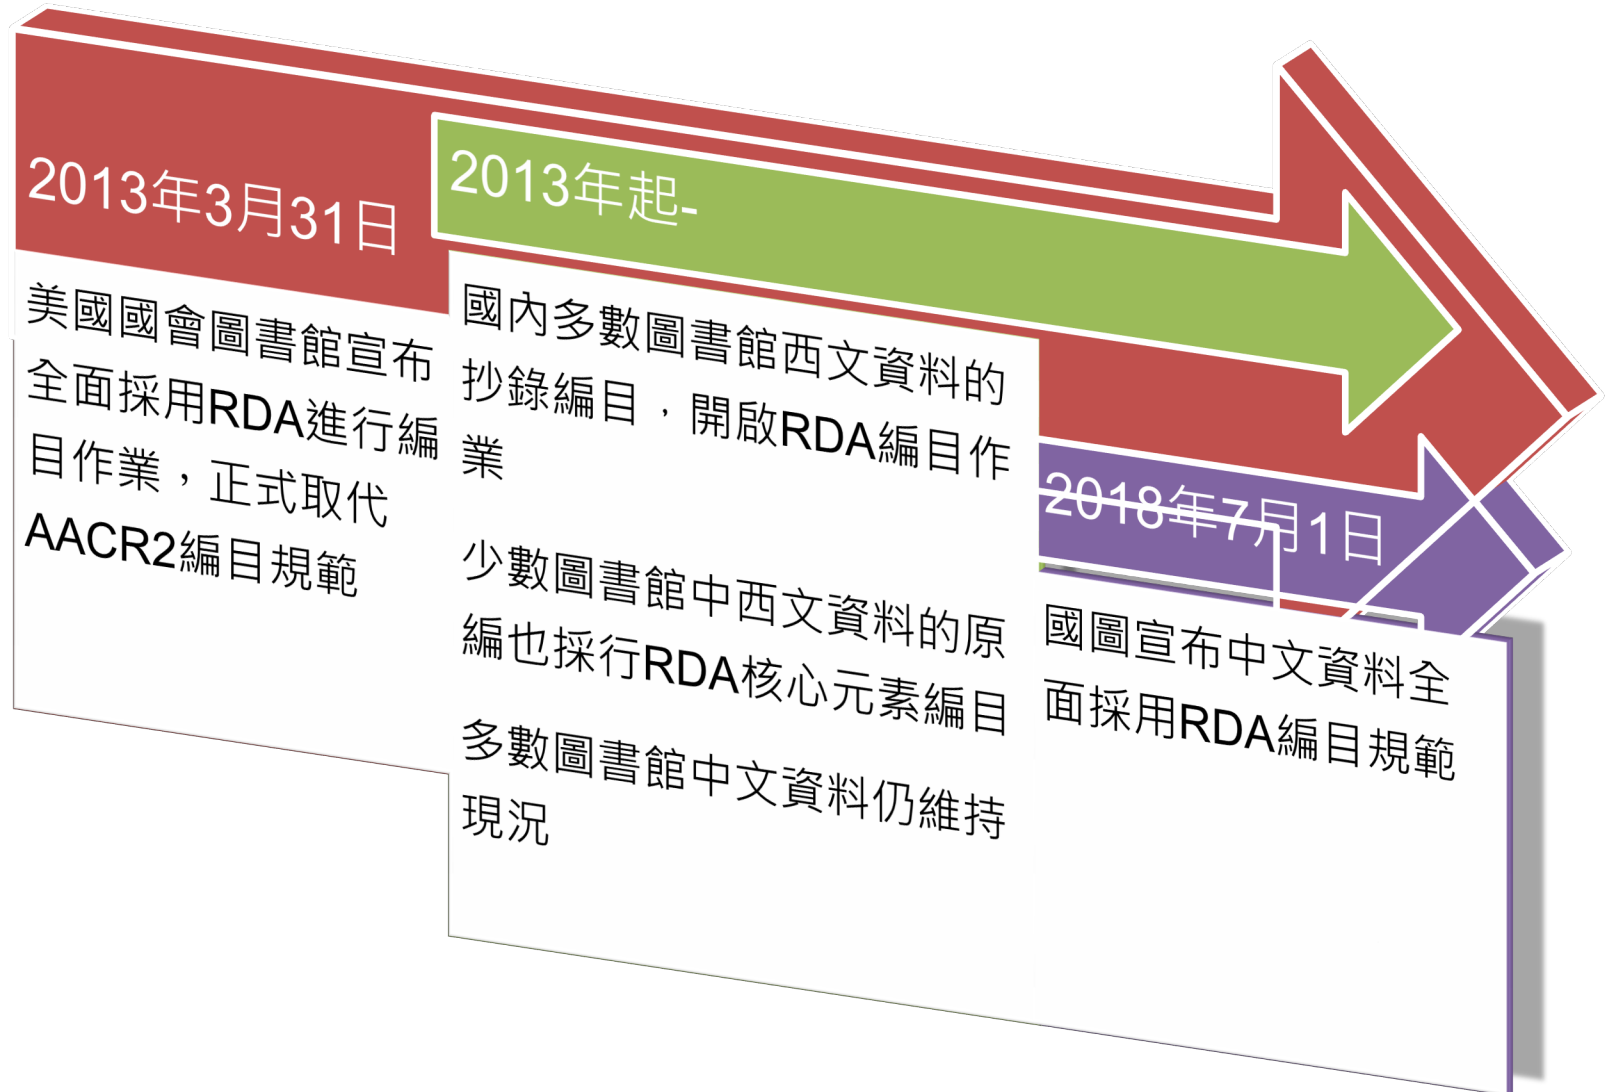 2013年3月31日
美國國會圖書館宣布
全面採用RDA進行編
目作業，正式取代
AACR2編目規範
2013年起-
國內多數圖書館西文資料的
抄錄編目，開啟RDA編目作
業
少數圖書館中西文資料的原
編也採行RDA核心元素編目
多數圖書館中文資料仍維持
現況
2018年7月1日
國圖宣布中文資料全
面採用RDA編目規範